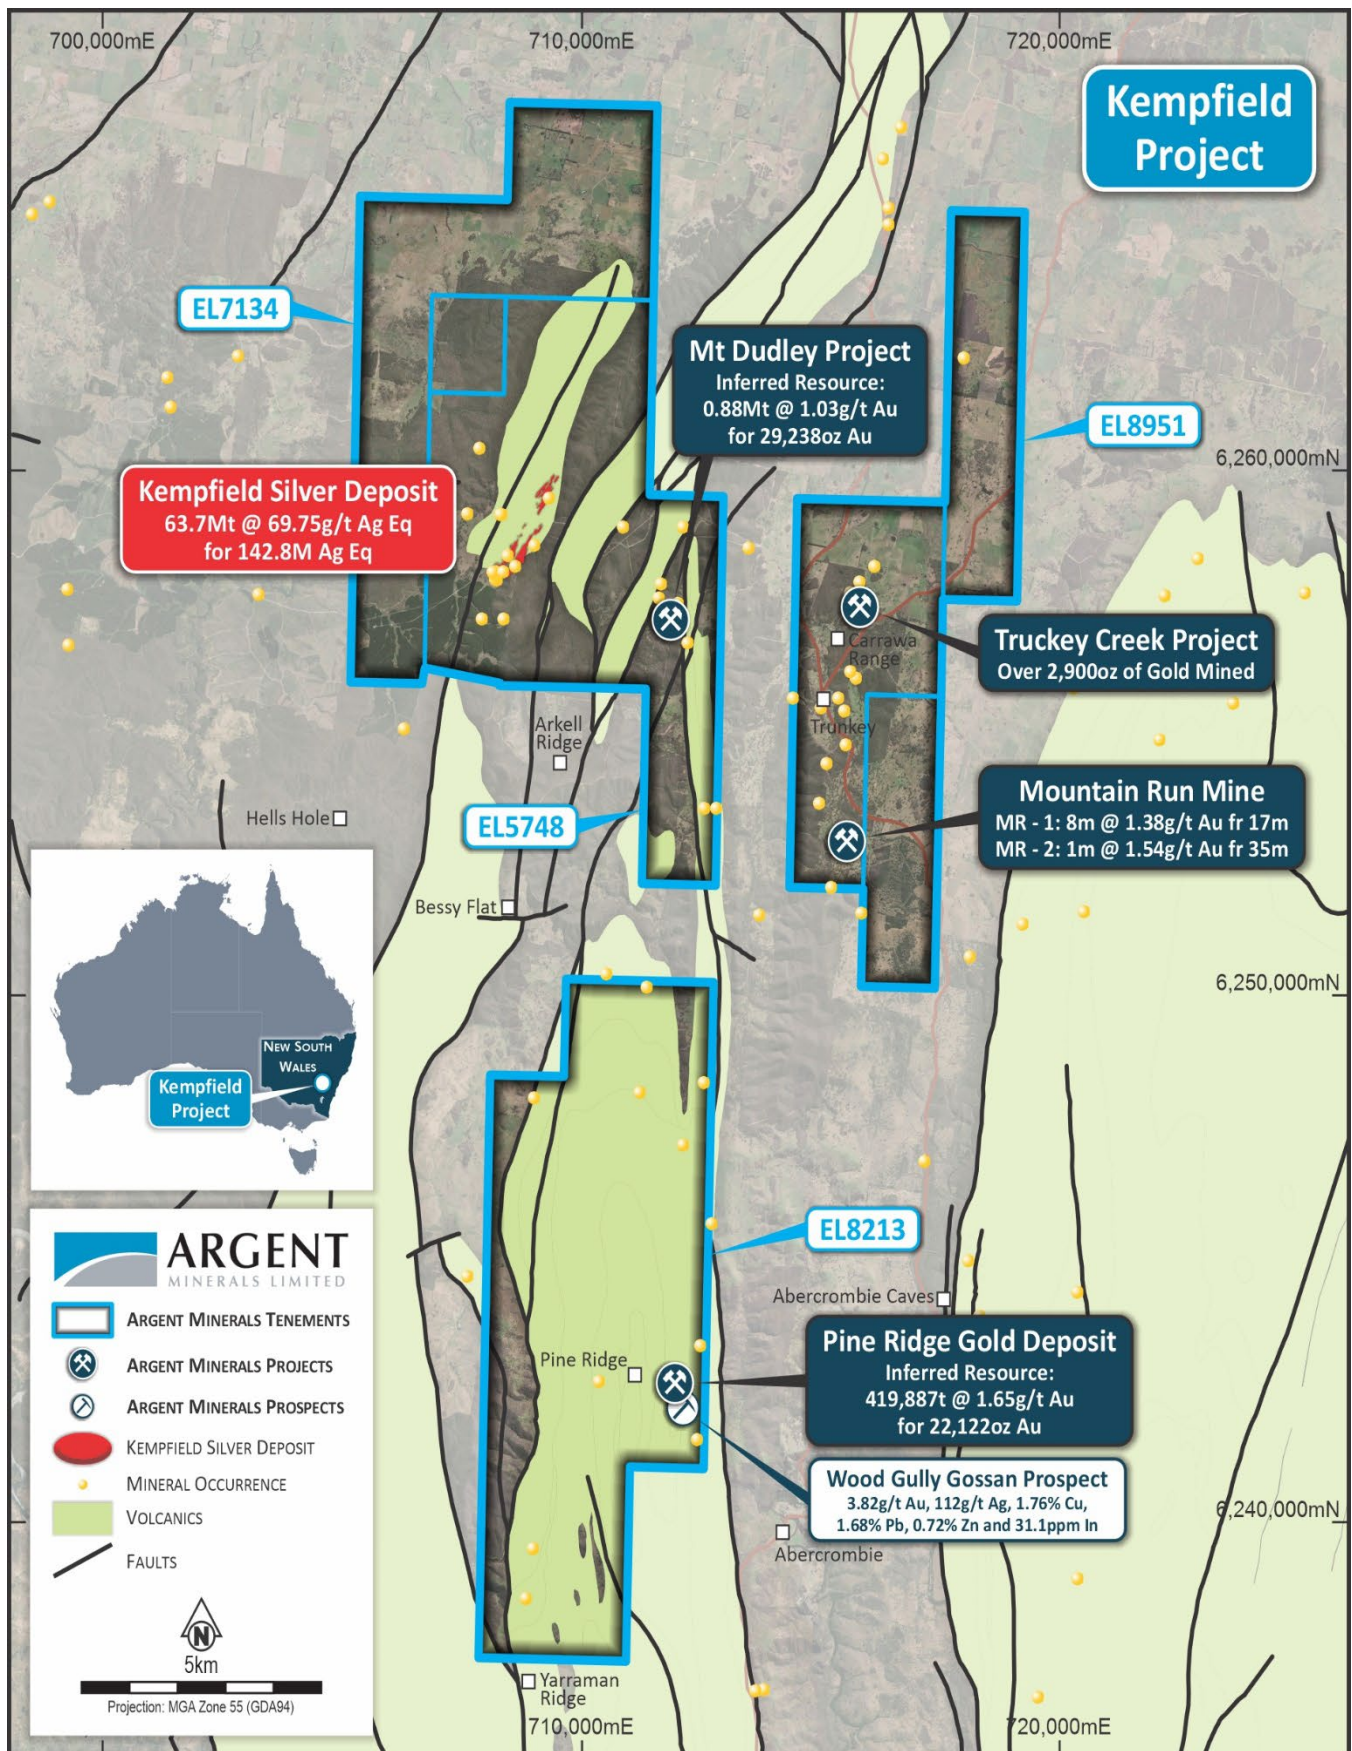 700,000mE
710,000mE
720,000mE
Kempfield
Project
EL7134
Mt Dudley Project
Inferred Resource:
0.88Mt @ 1.03g/t Au
for 29,238oz Au
EL8951
6,260,000mN
Kempfield Silver Deposit
63.7Mt @ 69.75g/t Ag Eq
for 142.8M Ag Eq
Carrawa
Range
Truckey Creek Project
Over 2,900oz of Gold Mined
Trunkey
Arkell
Ridge
Mountain Run Mine
MR - 1: 8m @ 1.38g/t Au fr 17m
MR - 2: 1m @ 1.54g/t Au fr 35m
Hells Hole
EL5748
Bessy Flat
6,250,000mN
NEW SOUTH
WALES
Kempfield
Project
EL8213
Abercrombie Caves
Pine Ridge
Pine Ridge Gold Deposit
Inferred Resource:
419,887t @ 1.65g/t Au
for 22,122oz Au
Wood Gully Gossan Prospect
3.82g/t Au, 112g/t Ag, 1.76% Cu,
1.68% Pb, 0.72% Zn and 31.1ppm In
6,240,000mN
Abercrombie
Yarraman
Ridge
710,000mE
720,000mE
ARGENT
MINERALS LIMITED
ARGENT MINERALS TENEMENTS
ARGENT MINERALS PROJECTS
ARGENT MINERALS PROSPECTS
KEMPFIELD SILVER DEPOSIT
MINERAL OCCURRENCE
VOLCANICS
FAULTS
N
5km
Projection: MGA Zone 55 (GDA94)